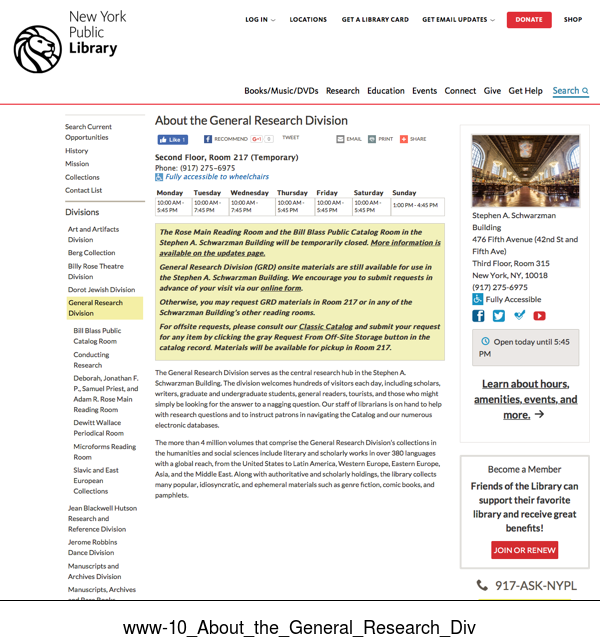 New York
Public
Library
LOG IN
LOCATIONS
GET A LIBRARY CARD
GET EMAIL UPDATES
DONATE
SHOP
Books/Music/DVDs
Research
Education
Events
Connect
Give
Get Help
Search
Search Current
Opportunities
History
Mission
Collections
Contact List
Divisions
Art and Artifacts
Division
Berg Collection
Billy Rose Theatre
Division
Dorot Jewish Division
General Research
Division
Bill Blass Public
Catalog Room
Conducting
Research
Deborah, Jonathan F.
P., Samuel Priest, and
Adam R. Rose Main
Reading Room
Dewitt Wallace
Periodical Room
Microforms Reading
Room
Slavic and East
European
Collections
Jean Blackwell Hutson
Research and
Reference Division
Jerome Robbins
Dance Division
Manuscripts and
Archives Division
Manuscripts, Archives
and Rare Books
About the General Research Division
Like 1
RECOMMEND
G+1 0
TWEET
EMAIL
PRINT
SHARE
Second Floor, Room 217 (Temporary)
Phone: (917) 275-6975
Fully accessible to wheelchairs
Monday Tuesday Wednesday Thursday Friday Saturday Sunday
10:00 AM - 10:00 AM - 10:00 AM - 10:00 AM - 10:00 AM - 10:00 AM - 1:00 PM - 4:45 PM
5:45 PM 7:45 PM 7:45 PM 5:45 PM 5:45 PM 5:45 PM
The Rose Main Reading Room and the Bill Blass Public Catalog Room in the
Stephen A. Schwarzman Building will be temporarily closed. More information is
available on the updates page.
General Research Division (GRD) onsite materials are still available for use in
the Stephen A. Schwarzman Building. We encourage you to submit requests in
advance of your visit via our online form.
Otherwise, you may request GRD materials in Room 217 or in any of the
Schwarzman Building's other reading rooms.
For offsite requests, please consult our Classic Catalog and submit your request
for any item by clicking the gray Request From Off-Site Storage button in the
catalog record. Materials will be available for pickup in Room 217.
The General Research Division serves as the central research hub in the Stephen A.
Schwarzman Building. The division welcomes hundreds of visitors each day, including scholars,
writers, graduate and undergraduate students, general readers, tourists, and those who might
simply be looking for the answer to a nagging question. Our staff of librarians is on hand to help
with research questions and to instruct patrons in navigating the Catalog and our numerous
electronic databases.
The more than 4 million volumes that comprise the General Research Division's collections in
the humanities and social sciences include literary and scholarly works in over 380 languages
with a global reach, from the United States to Latin America, Western Europe, Eastern Europe,
Asia, and the Middle East. Along with authoritative and scholarly holdings, the library collects
many popular, idiosyncratic, and ephemeral materials such as genre fiction, comic books, and
pamphlets.
Stephen A. Schwarzman
Building
476 Fifth Avenue (42nd St and
Fifth Ave)
Third Floor, Room 315
New York, NY, 10018
(917) 275-6975
Fully Accessible
Open today until 5:45
PM
Learn about hours,
amenities, events, and
more.
Become a Member
Friends of the Library can
support their favorite
library and receive great
benefits!
JOIN OR RENEW
917-ASK-NYPL
www-10_About_the_General_Research_Div